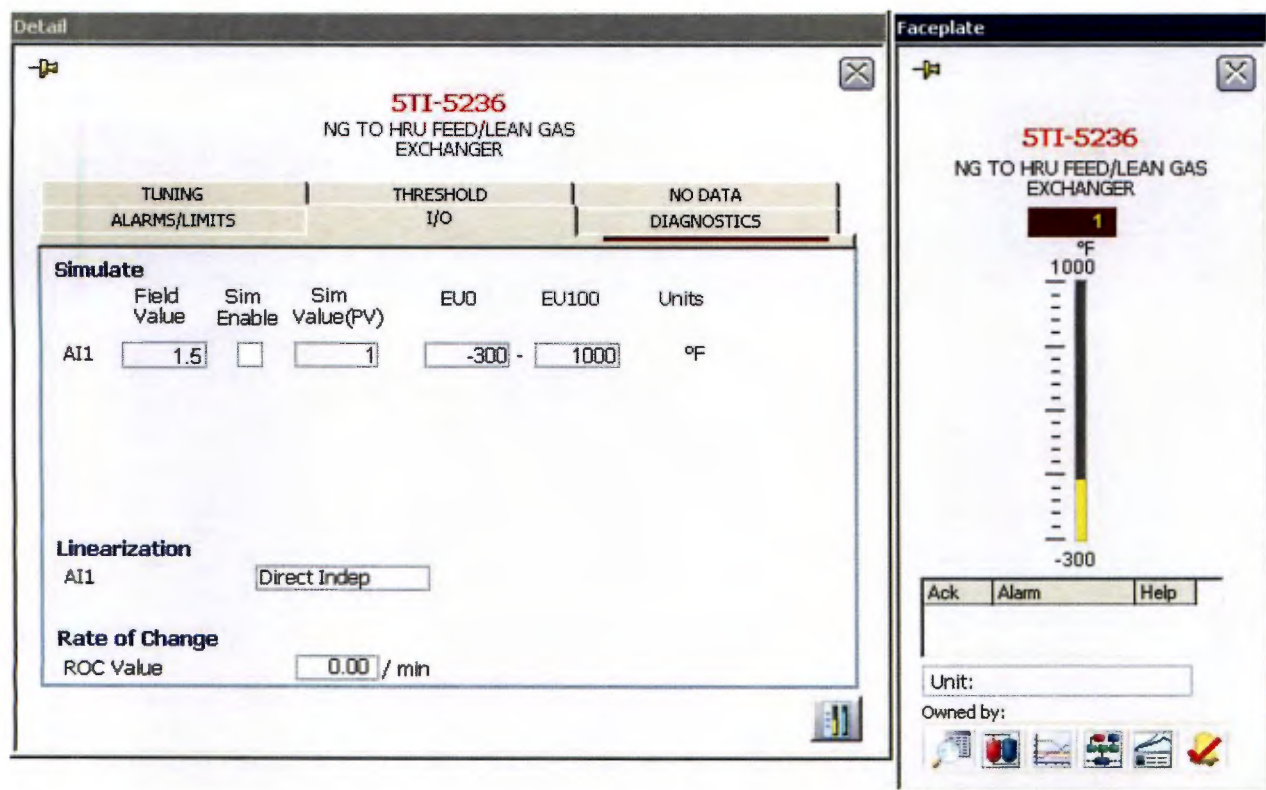 Detail
5TI-5236
NG TO HRU FEED/LEAN GAS
EXCHANGER
TUNING THRESHOLD NO DATA
ALARMS/LIMITS I/O DIAGNOSTICS
Simulate
Field Value Sim Enable Sim Value(PV) EU0 EU100 Units
AI1 1.5 1 -300 - 1000 ºF
Linearization
AI1 Direct Indep
Rate of Change
ROC Value 0.00 / min
Faceplate
5TI-5236
NG TO HRU FEED/LEAN GAS
EXCHANGER
1
ºF
1000
-300
Ack Alarm Help
Unit:
Owned by: